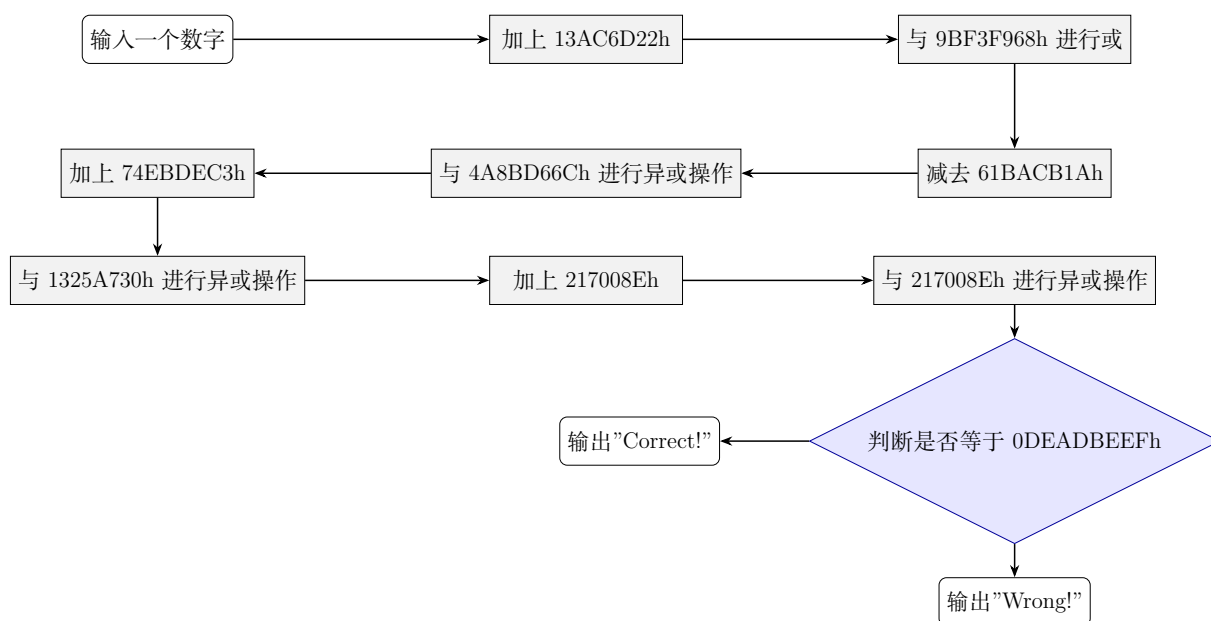 输入一个数字
加上 13AC6D22h
与 9BF3F968h 进行或
减去 61BACB1Ah
与 4A8BD66Ch 进行异或操作
加上 74EBDEC3h
与 1325A730h 进行异或操作
加上 217008Eh
与 217008Eh 进行异或操作
判断是否等于 0DEADBEEFh
输出”Correct!”
输出”Wrong!”